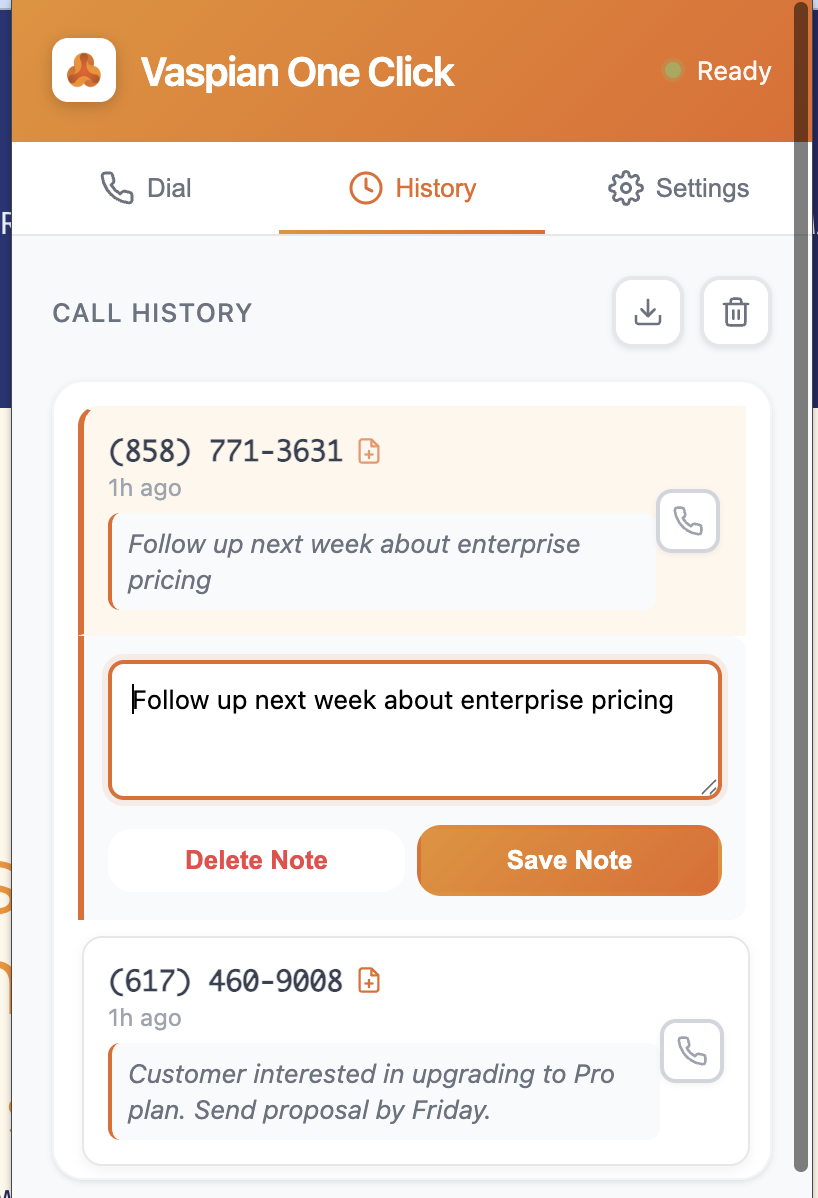 Vaspian One Click
Ready
Dial
History
Settings
CALL HISTORY
(858) 771-3631
1h ago
Follow up next week about enterprise
pricing
Follow up next week about enterprise pricing
Delete Note
Save Note
(617) 460-9008
1h ago
Customer interested in upgrading to Pro
plan. Send proposal by Friday.